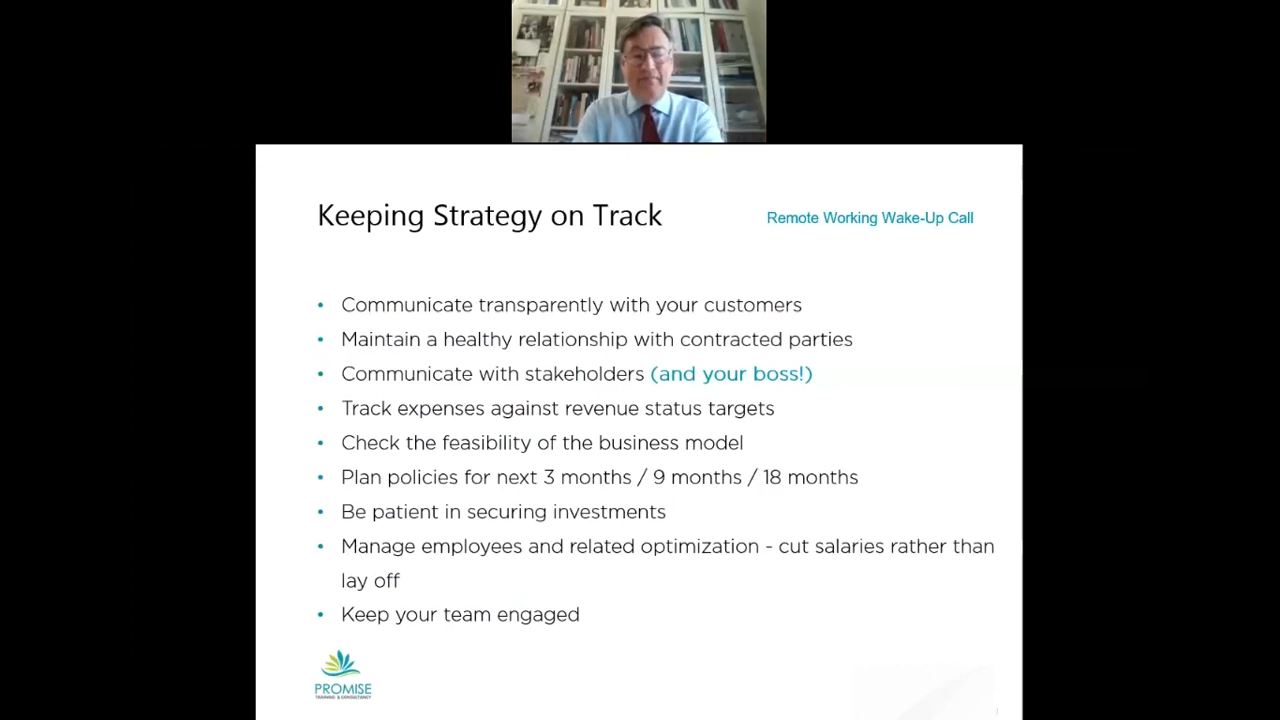 Keeping Strategy on Track
Remote Working Wake-Up Call
• Communicate transparently with your customers
• Maintain a healthy relationship with contracted parties
• Communicate with stakeholders (and your boss!)
• Track expenses against revenue status targets
• Check the feasibility of the business model
• Plan policies for next 3 months / 9 months / 18 months
• Be patient in securing investments
• Manage employees and related optimization - cut salaries rather than
lay off
• Keep your team engaged
PROMISE
TRAINING & CONSULTANCY